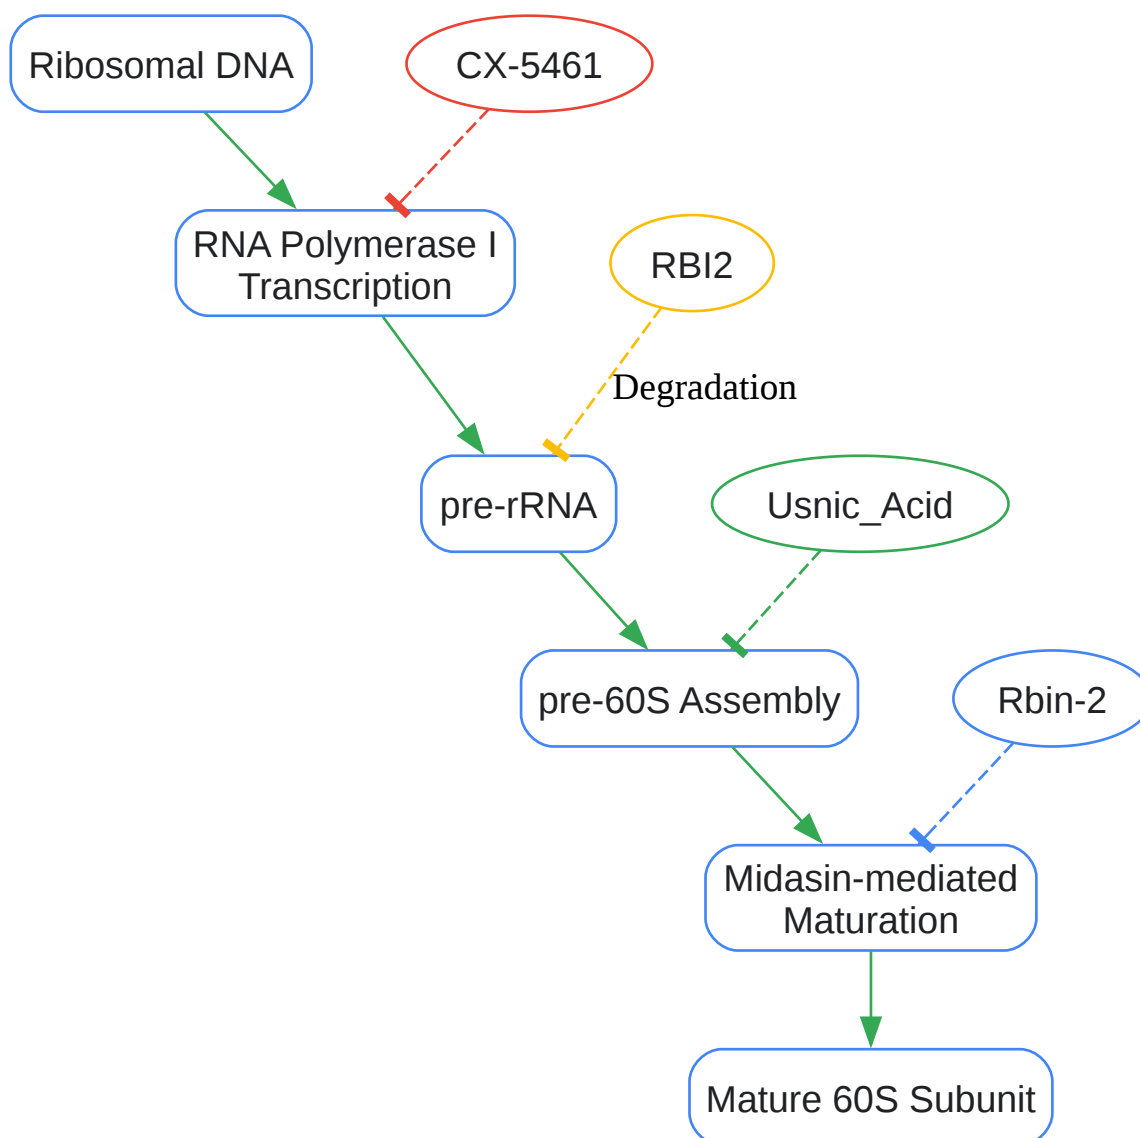 Ribosomal DNA
CX-5461
RNA Polymerase I
Transcription
RBI2
Degradation
pre-rRNA
Usnic_Acid
pre-60S Assembly
Rbin-2
Midasin-mediated
Maturation
Mature 60S Subunit